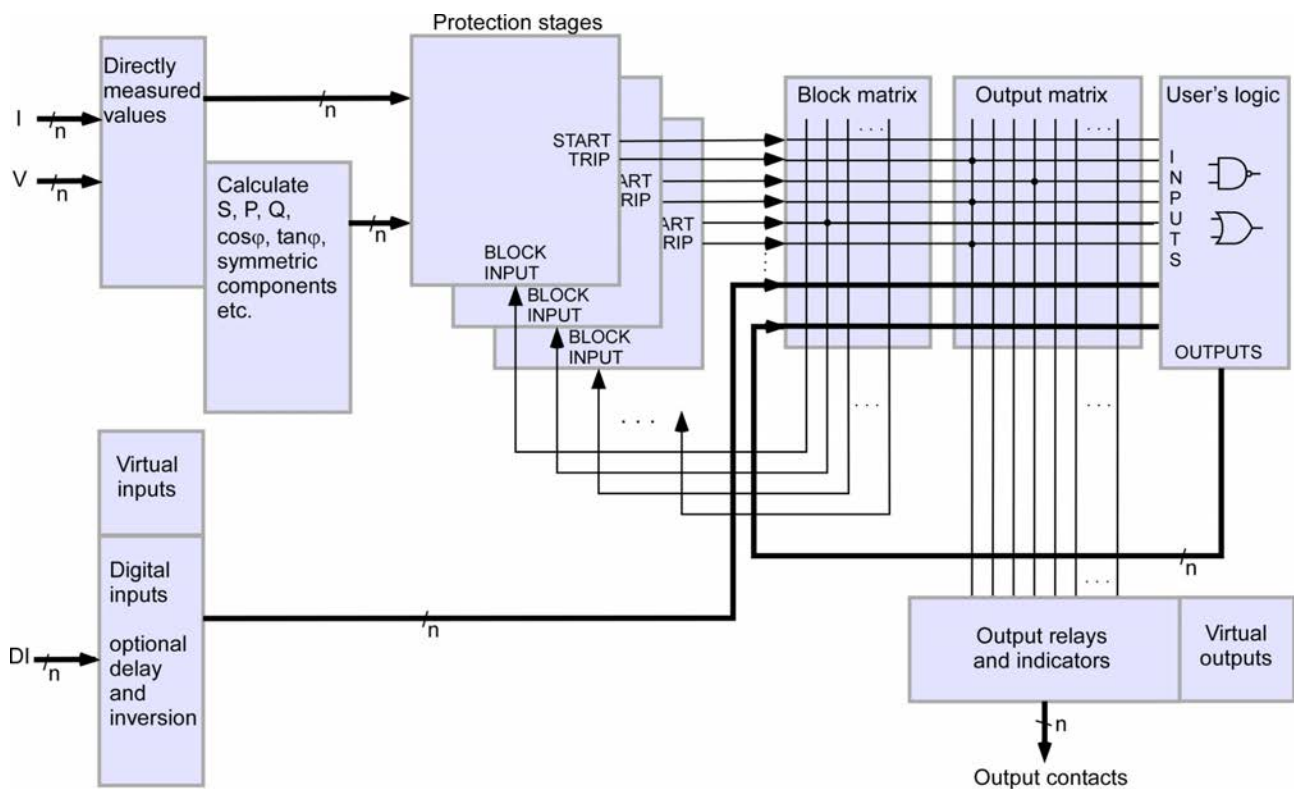 Protection stages
Directly
measured
values
I
n
V
n
n
Calculate
S, P, Q,
cosφ, tanφ,
symmetric
components
etc.
n
START
TRIP
ART
RIP
ART
RIP
BLOCK
INPUT
BLOCK
INPUT
BLOCK
INPUT
. . .
Block matrix
. . .
Output matrix
. . .
User's logic
I
N
P
U
T
S
OUTPUTS
. . .
. . .
n
. . .
Virtual
inputs
Digital
inputs
optional
delay
and
inversion
DI
n
n
Output relays
and indicators
Virtual
outputs
n
Output contacts